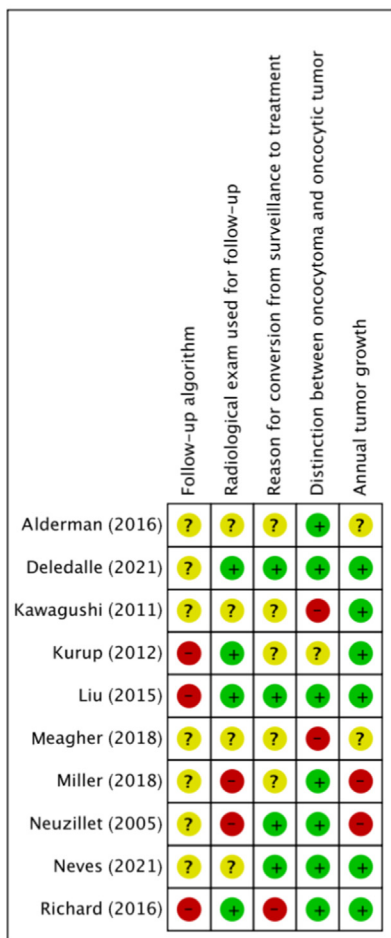 Follow-up algorithm
Radiological exam used for follow-up
Reason for conversion from surveillance to treatment
Distinction between oncocytoma and oncocytic tumor
Annual tumor growth
Alderman (2016) ? ? ? + ?
Deledalle (2021) ? + + + +
Kawagushi (2011) ? ? ? - +
Kurup (2012) - + ? ? +
Liu (2015) - + + + +
Meagher (2018) ? ? ? - ?
Miller (2018) ? - ? + -
Neuzillet (2005) ? - + + -
Neves (2021) ? ? + + +
Richard (2016) - + - + +